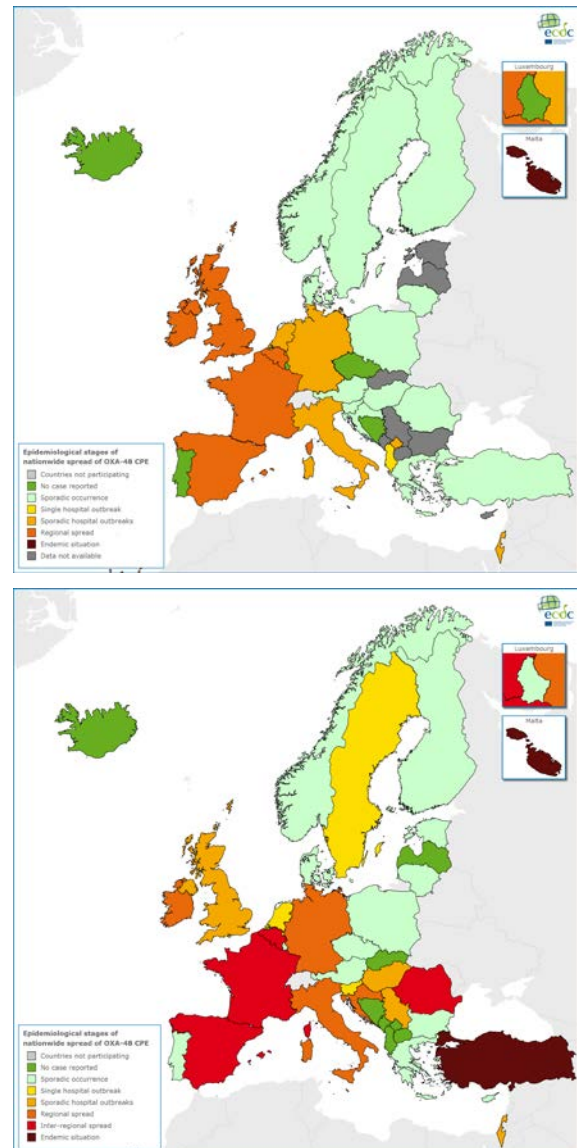 ecdc
Luxembourg
Malta
Epidemiological stages of
nationwide spread of OXA-48 CPE
Countries not participating
No case reported
Sporadic occurrence
Single hospital outbreak
Sporadic hospital outbreaks
Regional spread
Endemic situation
Data not available
ecdc
Luxembourg
Malta
Epidemiological stages of
nationwide spread of OXA-48 CPE
Countries not participating
No case reported
Sporadic occurrence
Single hospital outbreak
Sporadic hospital outbreaks
Regional spread
Inter-regional spread
Endemic situation